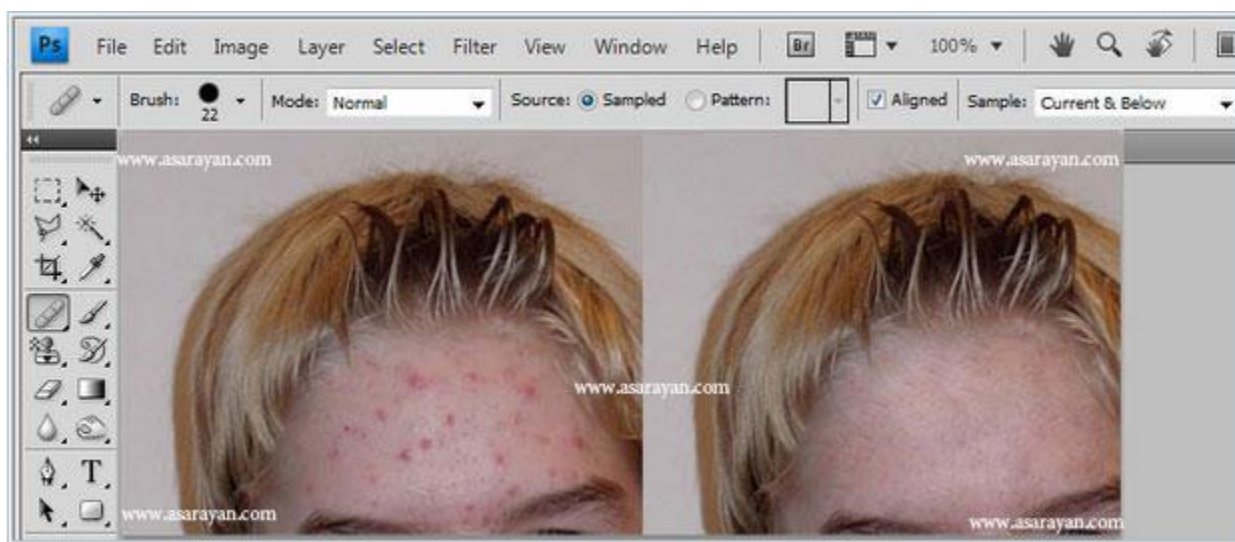 Ps File Edit Image Layer Select Filter View Window Help Br 100%
Brush: 22 Mode: Normal Source: Sampled Pattern: Aligned Sample: Current & Below
www.asarayan.com www.asarayan.com
www.asarayan.com
T
www.asarayan.com www.asarayan.com